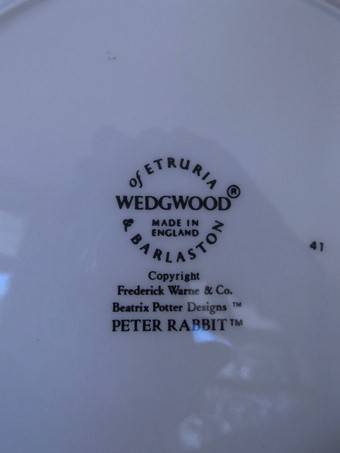 of ETRURIA
WEDGWOOD®
MADE IN
ENGLAND
& BARLASTON
41
Copyright
Frederick Warne & Co.
Beatrix Potter Designs ™
PETER RABBIT™